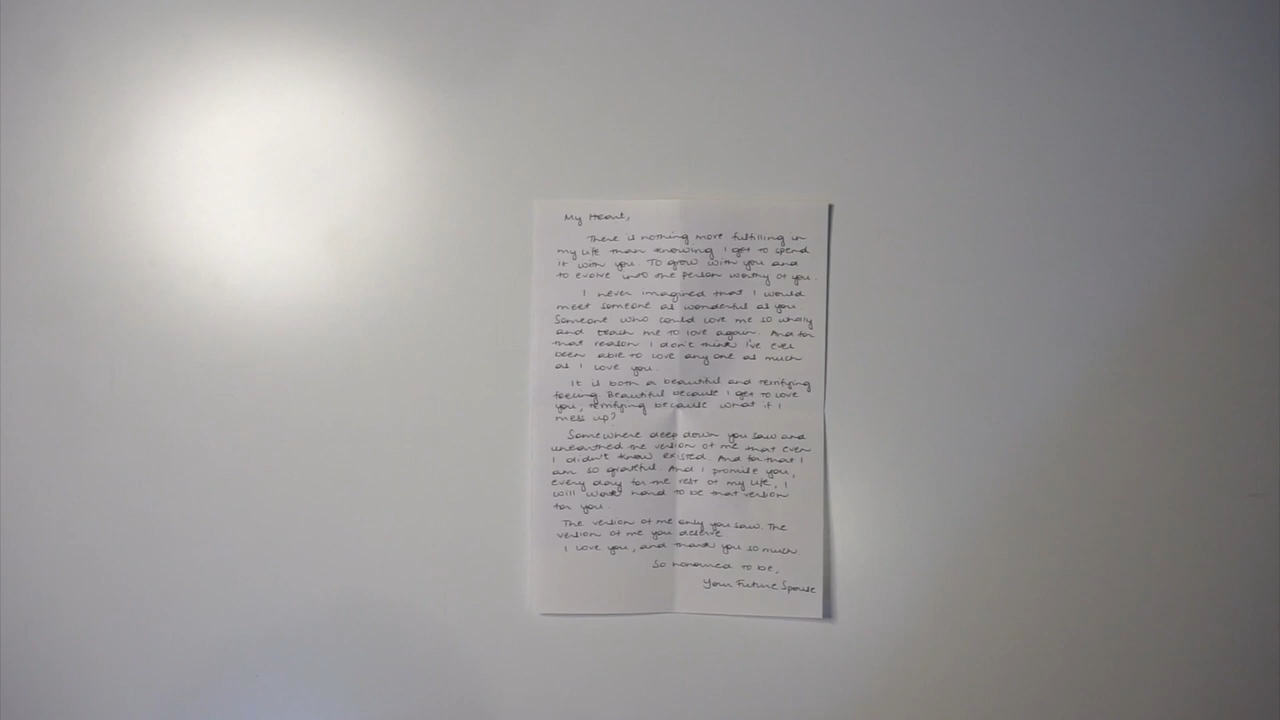 My Heart,
There is nothing more fulfilling in
my life than knowing I get to spend
it with you. To grow with you and
to evolve into the person worthy of you.
I never imagined that I would
meet someone as wonderful as you.
Someone who could love me so wholly
and teach me to love again. And for
that reason I don't think I've ever
been able to love anyone as much
as I love you.
It is both a beautiful and terrifying
feeling. Beautiful because I get to love
you, terrifying because what if I
mess up?
Somewhere deep down you saw and
unearthed the version of me that even
I didn't know existed. And for that I
am so grateful. And I promise you,
every day for the rest of my life, I
will work hard to be that version
for you.
The version of me only you saw. The
version of me you deserve
I love you, and thank you so much.
So honoured to be,
Your Future Spouse